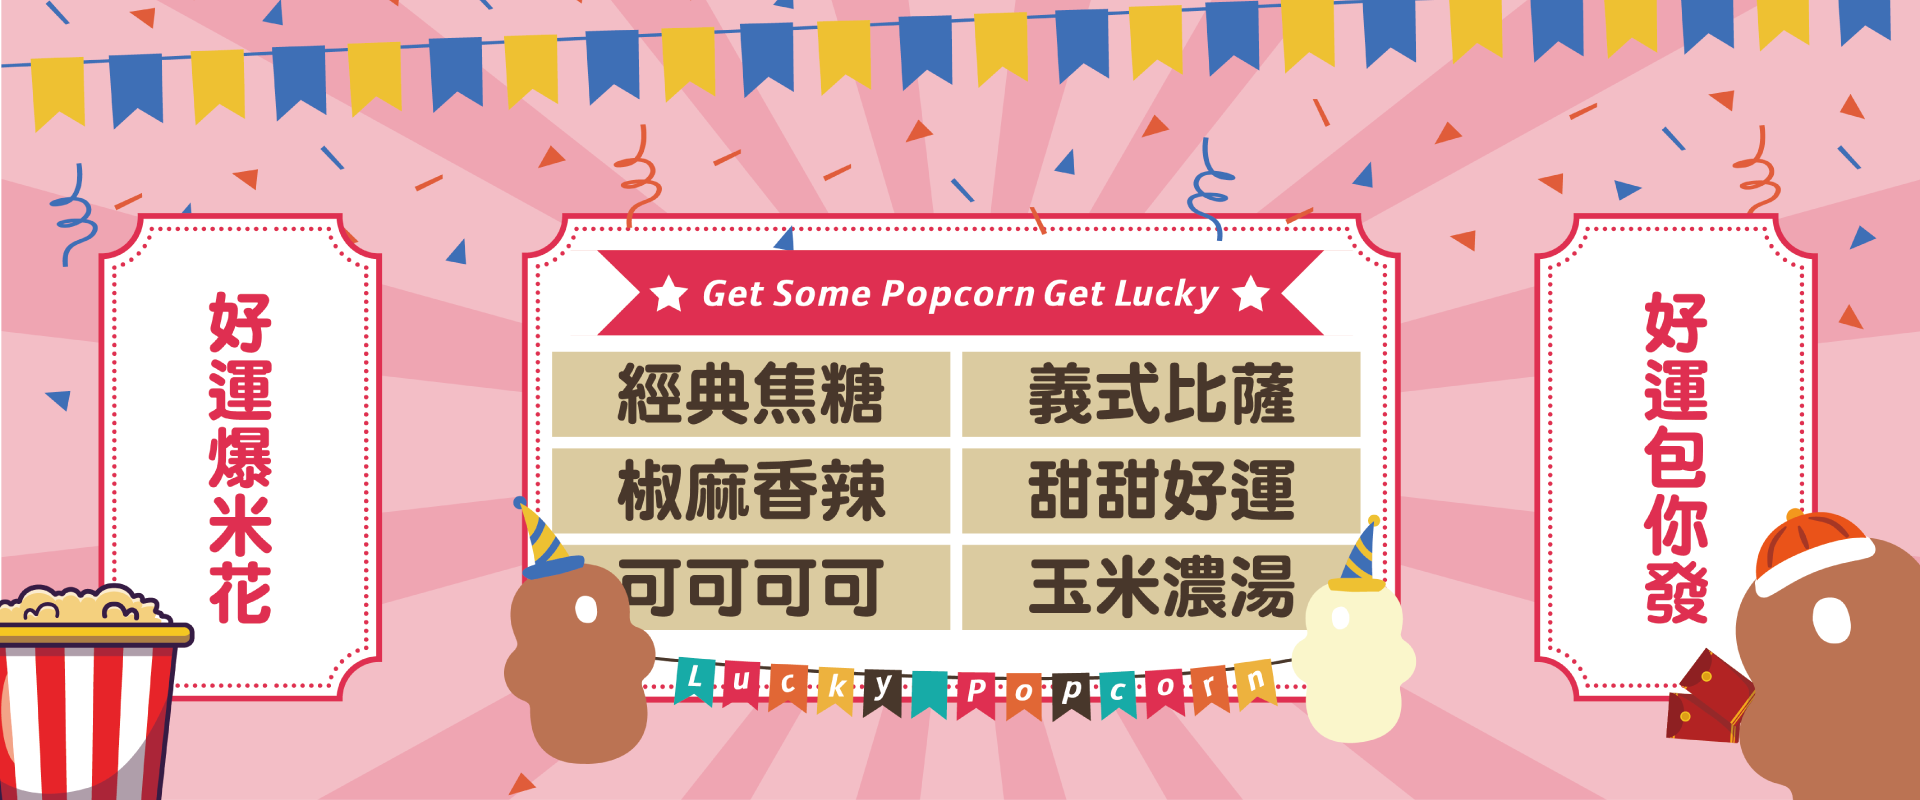 好運爆米花
Get Some Popcorn Get Lucky
經典焦糖
義式比薩
椒麻香辣
甜甜好運
可可可可
玉米濃湯
Lucky Popcorn
好運包你發